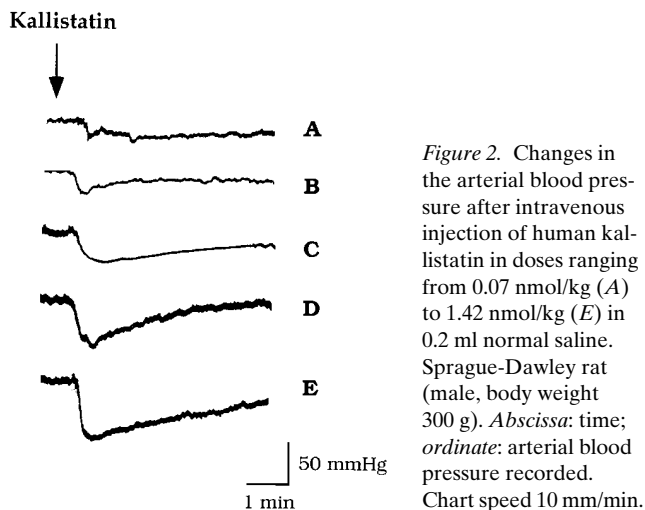 Kallistatin
A
B
C
D
E
50 mmHg
1 min
Figure 2. Changes in
the arterial blood pres-
sure after intravenous
injection of human kal-
listatin in doses ranging
from 0.07 nmol/kg (A)
to 1.42 nmol/kg (E) in
0.2 ml normal saline.
Sprague-Dawley rat
(male, body weight
300 g). Abscissa: time;
ordinate: arterial blood
pressure recorded.
Chart speed 10 mm/min.